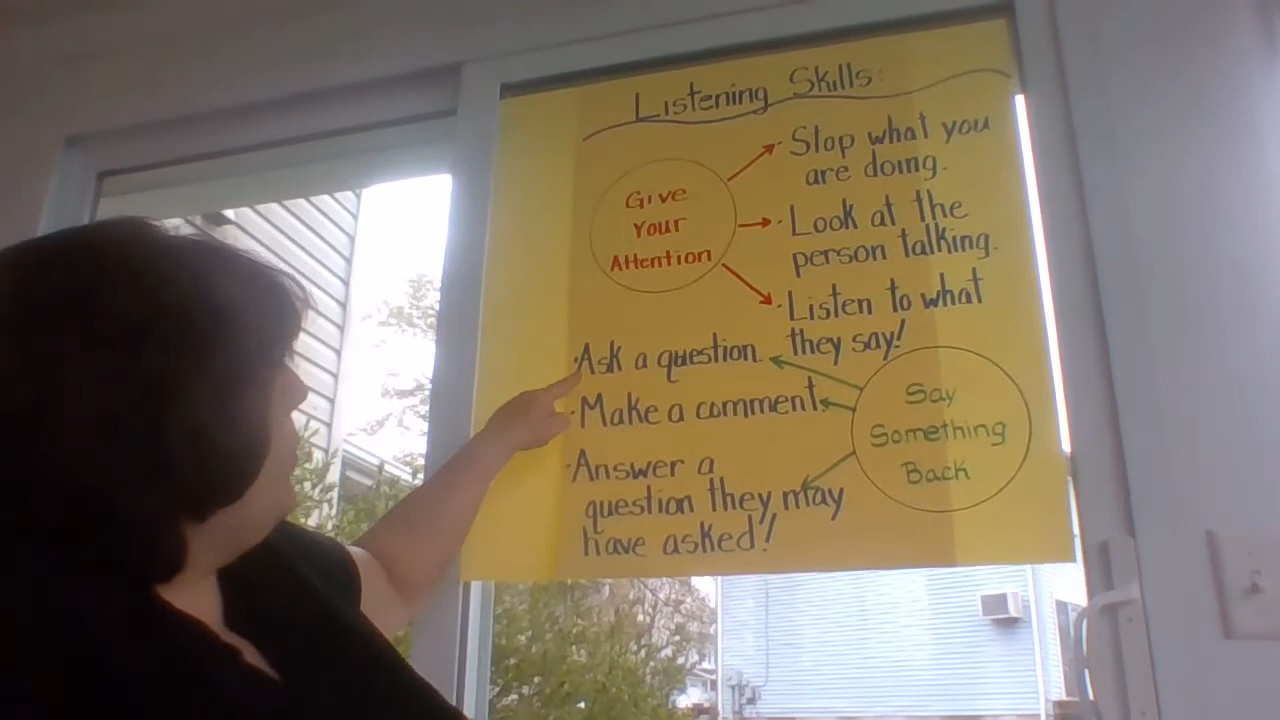 Listening Skills:
Give
Your
Attention
· Stop what you
are doing.
· Look at the
person talking.
· Listen to what
they say!
· Ask a question.
· Make a comment.
· Answer a
question they may
have asked!
Say
Something
Back